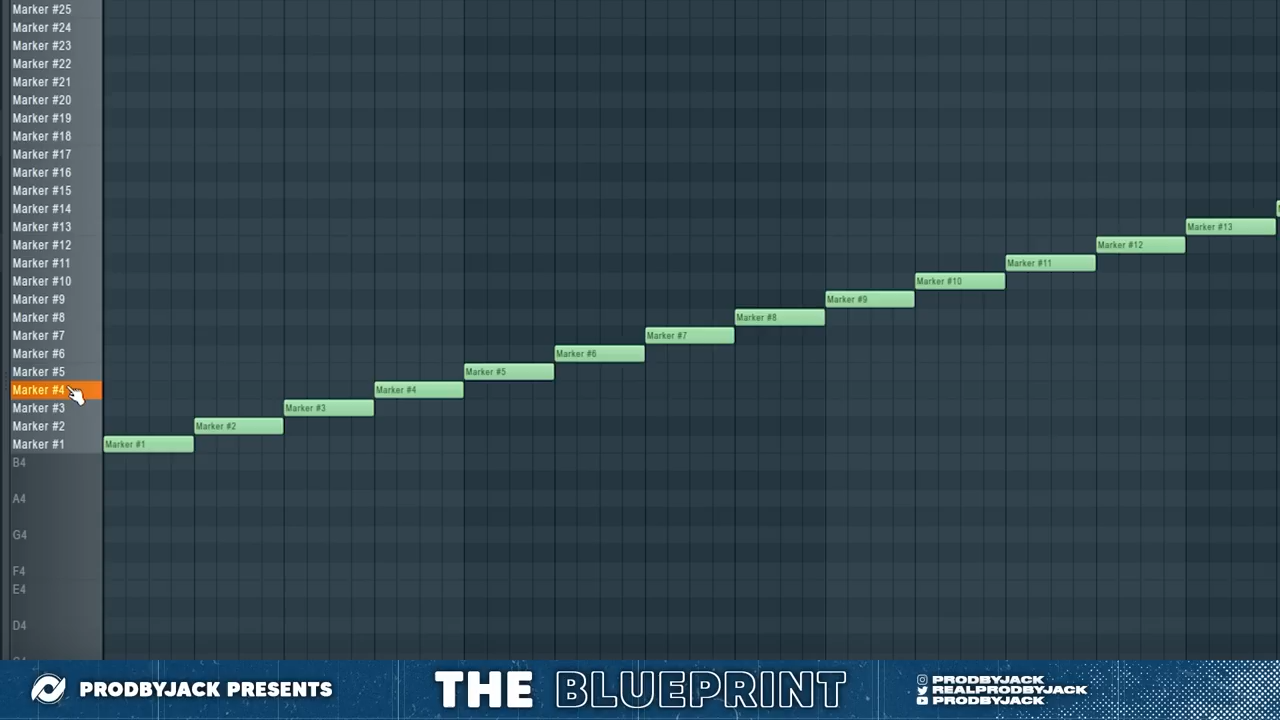 Marker #25
Marker #24
Marker #23
Marker #22
Marker #21
Marker #20
Marker #19
Marker #18
Marker #17
Marker #16
Marker #15
Marker #14
Marker #13
Marker #12
Marker #11
Marker #10
Marker #9
Marker #8
Marker #7
Marker #6
Marker #5
Marker #4
Marker #3
Marker #2
Marker #1
B4
A4
G4
F4
E4
D4
Marker #13
Marker #12
Marker #11
Marker #10
Marker #9
Marker #8
Marker #7
Marker #6
Marker #5
Marker #4
Marker #3
Marker #2
Marker #1
PRODBYJACK PRESENTS
THE BLUEPRINT
PRODBYJACK
REALPRODBYJACK
PRODBYJACK